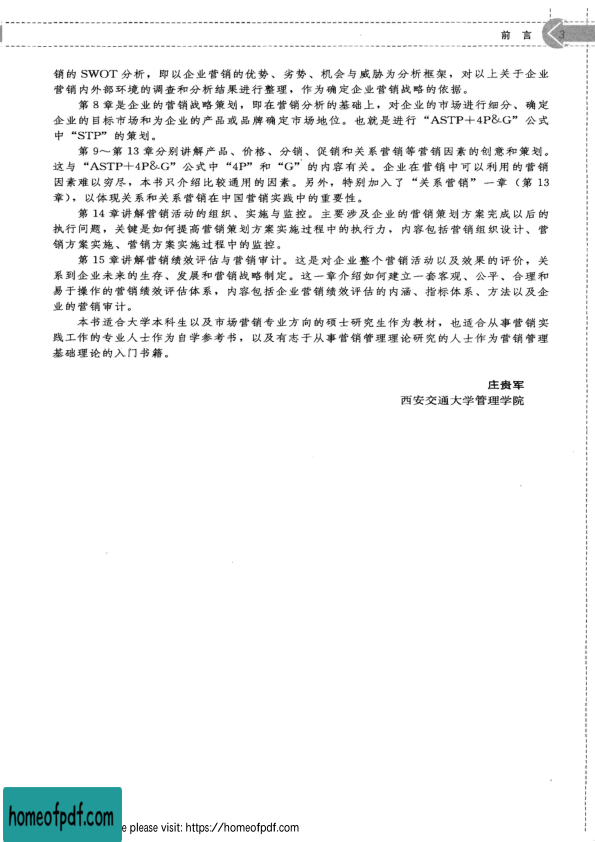 前 言
3
销的 SWOT 分析，即以企业营销的优势、劣势、机会与威胁为分析框架，对以上关于企业
营销内外部环境的调查和分析结果进行整理，作为确定企业营销战略的依据。
第 8 章是企业的营销战略策划，即在营销分析的基础上，对企业的市场进行细分、确定
企业的目标市场和为企业的产品或品牌确定市场地位。也就是进行“ASTP+4P&G”公式
中“STP”的策划。
第 9～第 13 章分别讲解产品、价格、分销、促销和关系营销等营销因素的创意和策划。
这与“ASTP+4P&G”公式中“4P”和“G”的内容有关。企业在营销中可以利用的营销
因素难以穷尽，本书只介绍比较通用的因素。另外，特别加入了“关系营销”一章（第 13
章），以体现关系和关系营销在中国营销实践中的重要性。
第 14 章讲解营销活动的组织、实施与监控。主要涉及企业的营销策划方案完成以后的
执行问题，关键是如何提高营销策划方案实施过程中的执行力，内容包括营销组织设计、营
销方案实施、营销方案实施过程中的监控。
第 15 章讲解营销绩效评估与营销审计。这是对企业整个营销活动以及效果的评价，关
系到企业未来的生存、发展和营销战略制定。这一章介绍如何建立一套客观、公平、合理和
易于操作的营销绩效评估体系，内容包括企业营销绩效评估的内涵、指标体系、方法以及企
业的营销审计。
本书适合大学本科生以及市场营销专业方向的硕士研究生作为教材，也适合从事营销实
践工作的专业人士作为自学参考书，以及有志于从事营销管理理论研究的人士作为营销管理
基础理论的入门书籍。
庄贵军
西安交通大学管理学院
homeofpdf.com
e please visit: https://homeofpdf.com